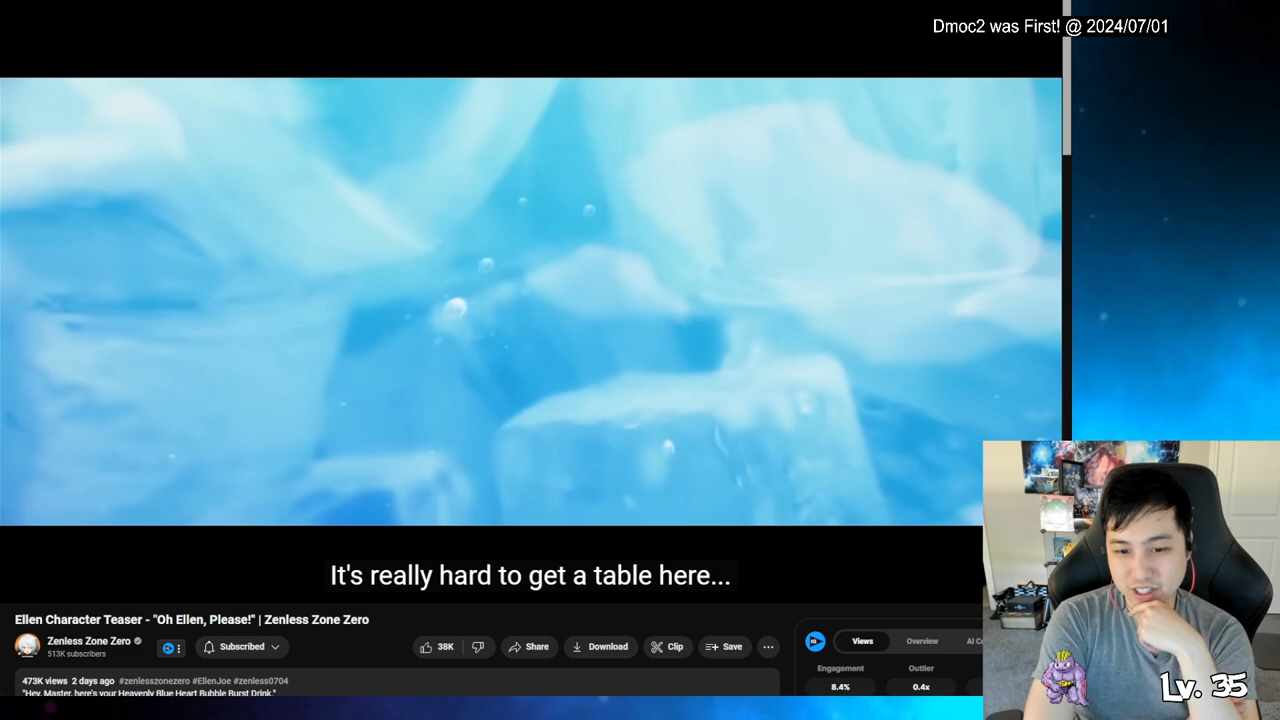 Dmoc2 was First! @ 2024/07/01
It's really hard to get a table here...
Ellen Character Teaser - "Oh Ellen, Please!" | Zenless Zone Zero
Zenless Zone Zero
513K subscribers
Subscribed
38K
Share
Download
Clip
Save
473K views 2 days ago #zenlesszonezero #EllenJoe #zenless0704
"Hey, Master, here's your Heavenly Blue Heart Bubble Burst Drink."
Views Overview AI Co
Engagement Outlier
8.4% 0.4x
Lv. 35